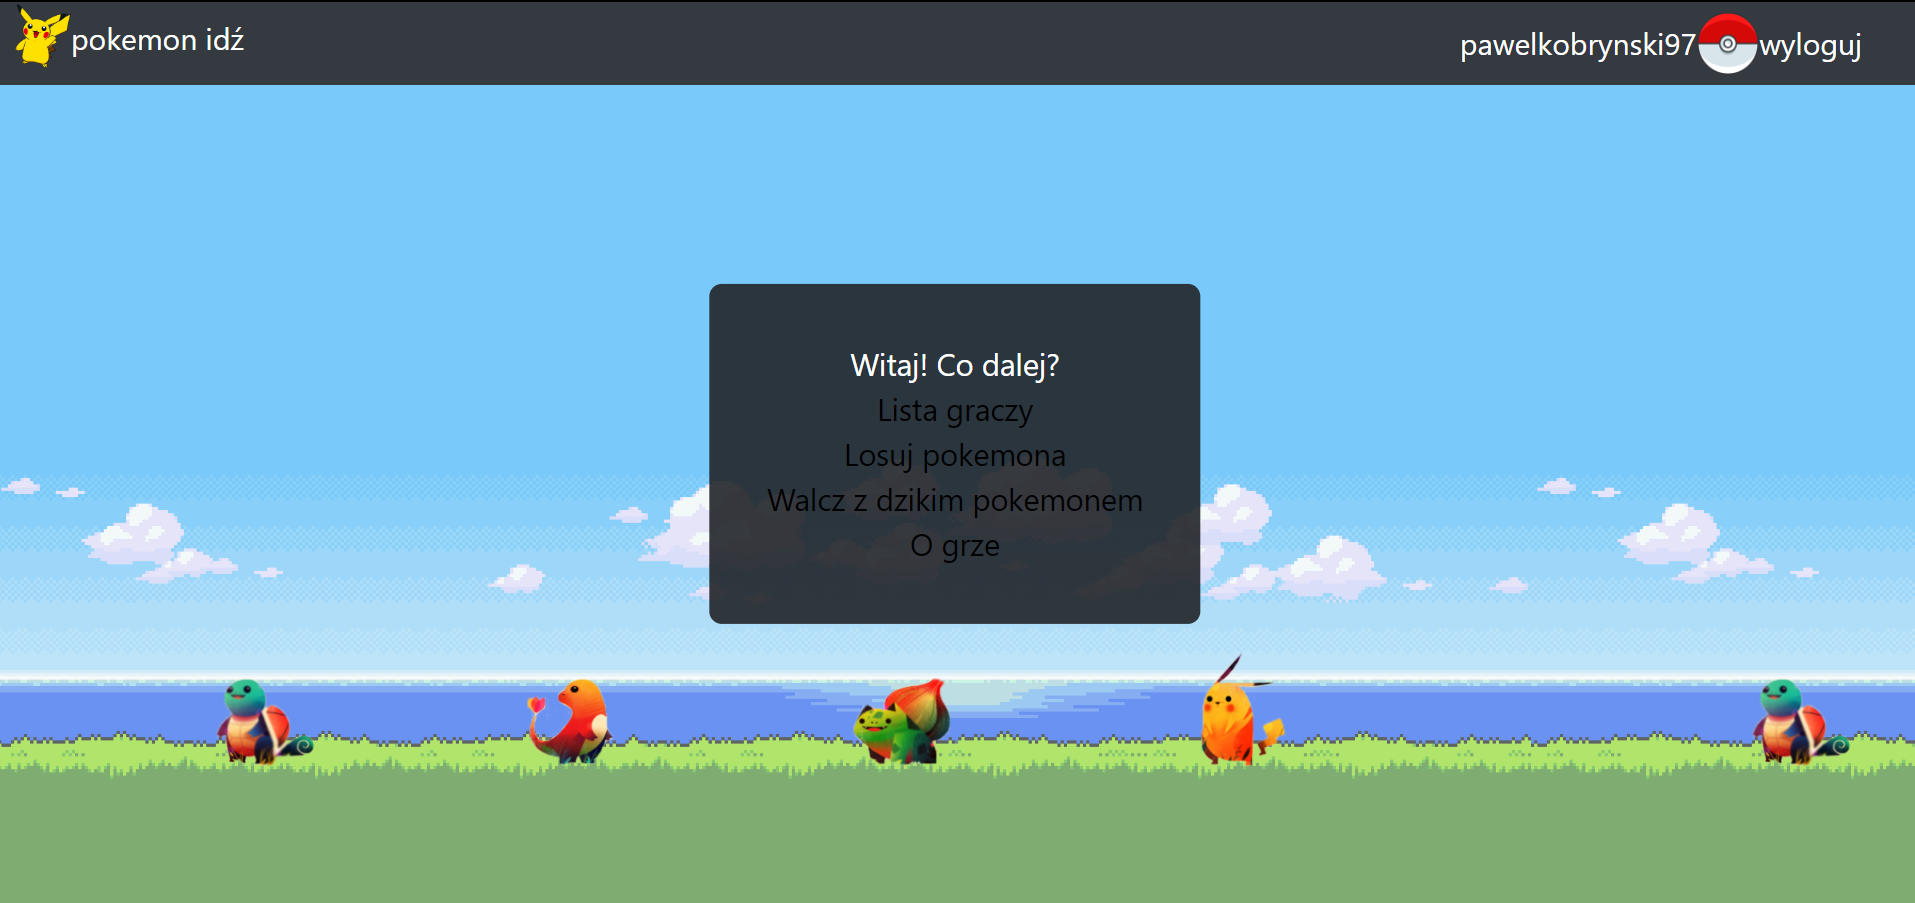 pokemon idź
pawelkobrynski97 wyloguj
Witaj! Co dalej?
Lista graczy
Losuj pokemona
Walcz z dzikim pokemonem
O grze